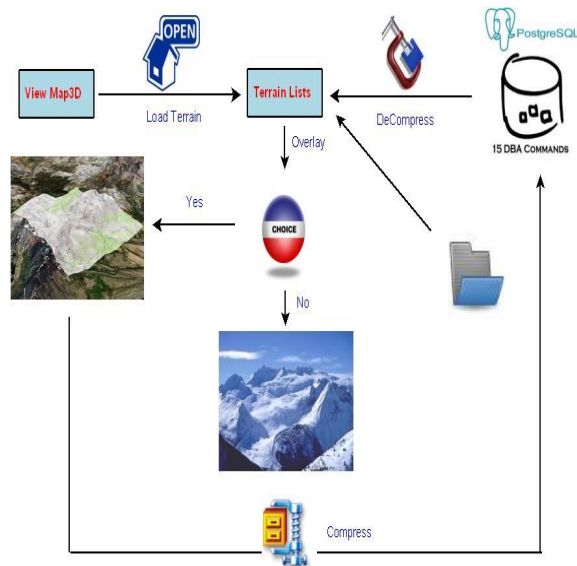 OPEN
PostgreSQL
View Map3D
Load Terrain
Terrain Lists
DeCompress
15 DBA COMMANDS
Overlay
Yes
CHOICE
No
Compress